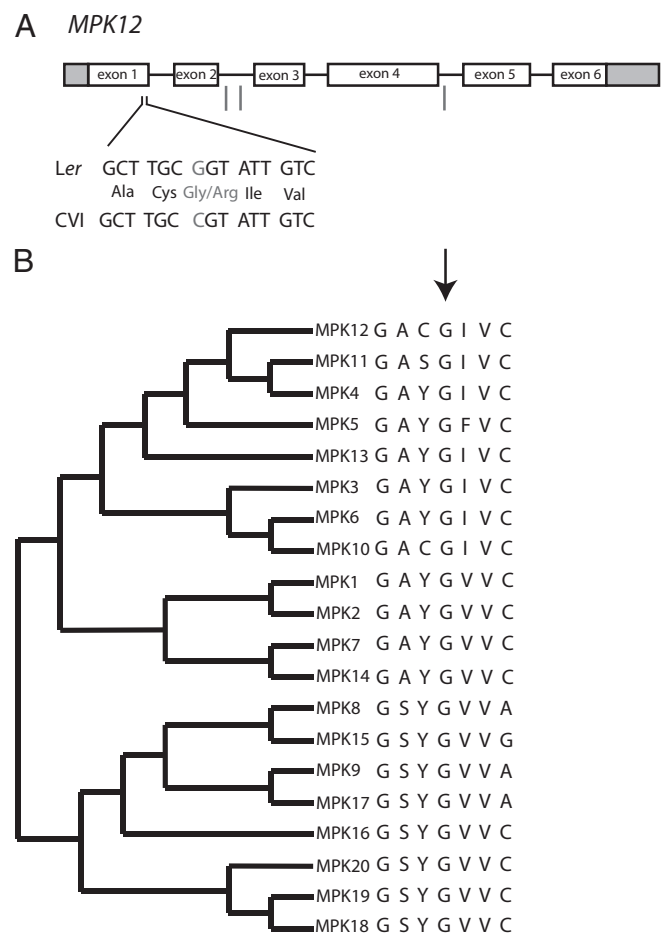 A MPK12
exon 1 exon 2 exon 3 exon 4 exon 5 exon 6
Ler GCT TGC GGT ATT GTC
Ala Cys Gly/Arg Ile Val
CVI GCT TGC CGT ATT GTC
B
MPK12 G A C G I V C
MPK11 G A S G I V C
MPK4 G A Y G I V C
MPK5 G A Y G F V C
MPK13 G A Y G I V C
MPK3 G A Y G I V C
MPK6 G A Y G I V C
MPK10 G A C G I V C
MPK1 G A Y G V V C
MPK2 G A Y G V V C
MPK7 G A Y G V V C
MPK14 G A Y G V V C
MPK8 G S Y G V V A
MPK15 G S Y G V V G
MPK9 G S Y G V V A
MPK17 G S Y G V V A
MPK16 G S Y G V V C
MPK20 G S Y G V V C
MPK19 G S Y G V V C
MPK18 G S Y G V V C